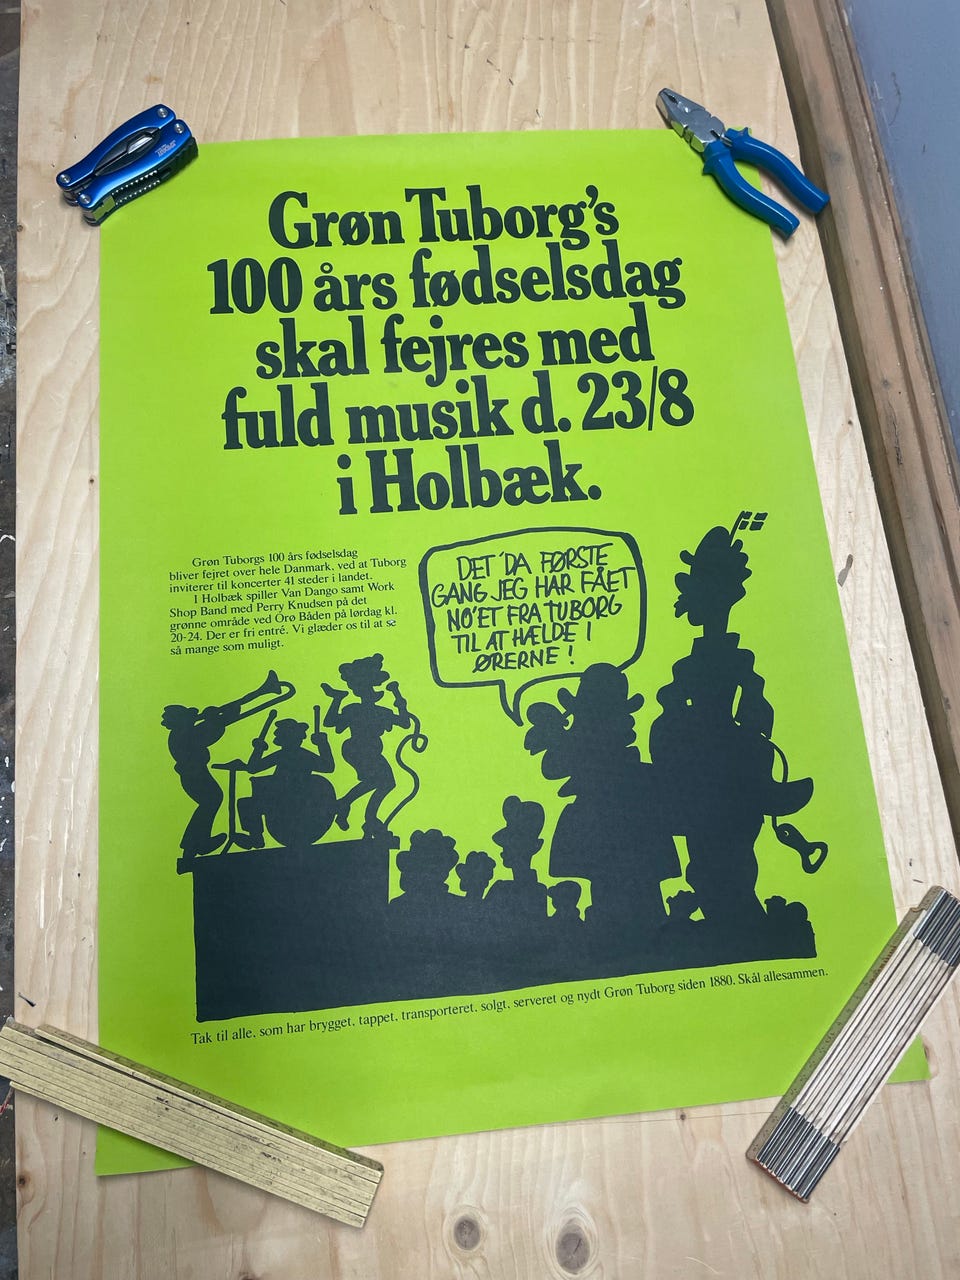 Grøn Tuborg's
100 års fødselsdag
skal fejres med
fuld musik d. 23/8
i Holbæk.
Grøn Tuborgs 100 års fødselsdag
bliver fejret over hele Danmark, ved at Tuborg
inviterer til koncerter 41 steder i landet.
I Holbæk spiller Van Dango samt Work
Shop Band med Perry Knudsen på det
grønne område ved Orø Båden på lørdag kl.
20-24. Der er fri entré. Vi glæder os til at se
så mange som muligt.
DET 'DA FØRSTE
GANG JEG HAR FÅET
NO'ET FRA TUBORG
TIL AT HÆLDE I
ØRERNE!
Tak til alle, som har brygget, tappet, transporteret, solgt, serveret og nydt Grøn Tuborg siden 1880. Skål allesammen.